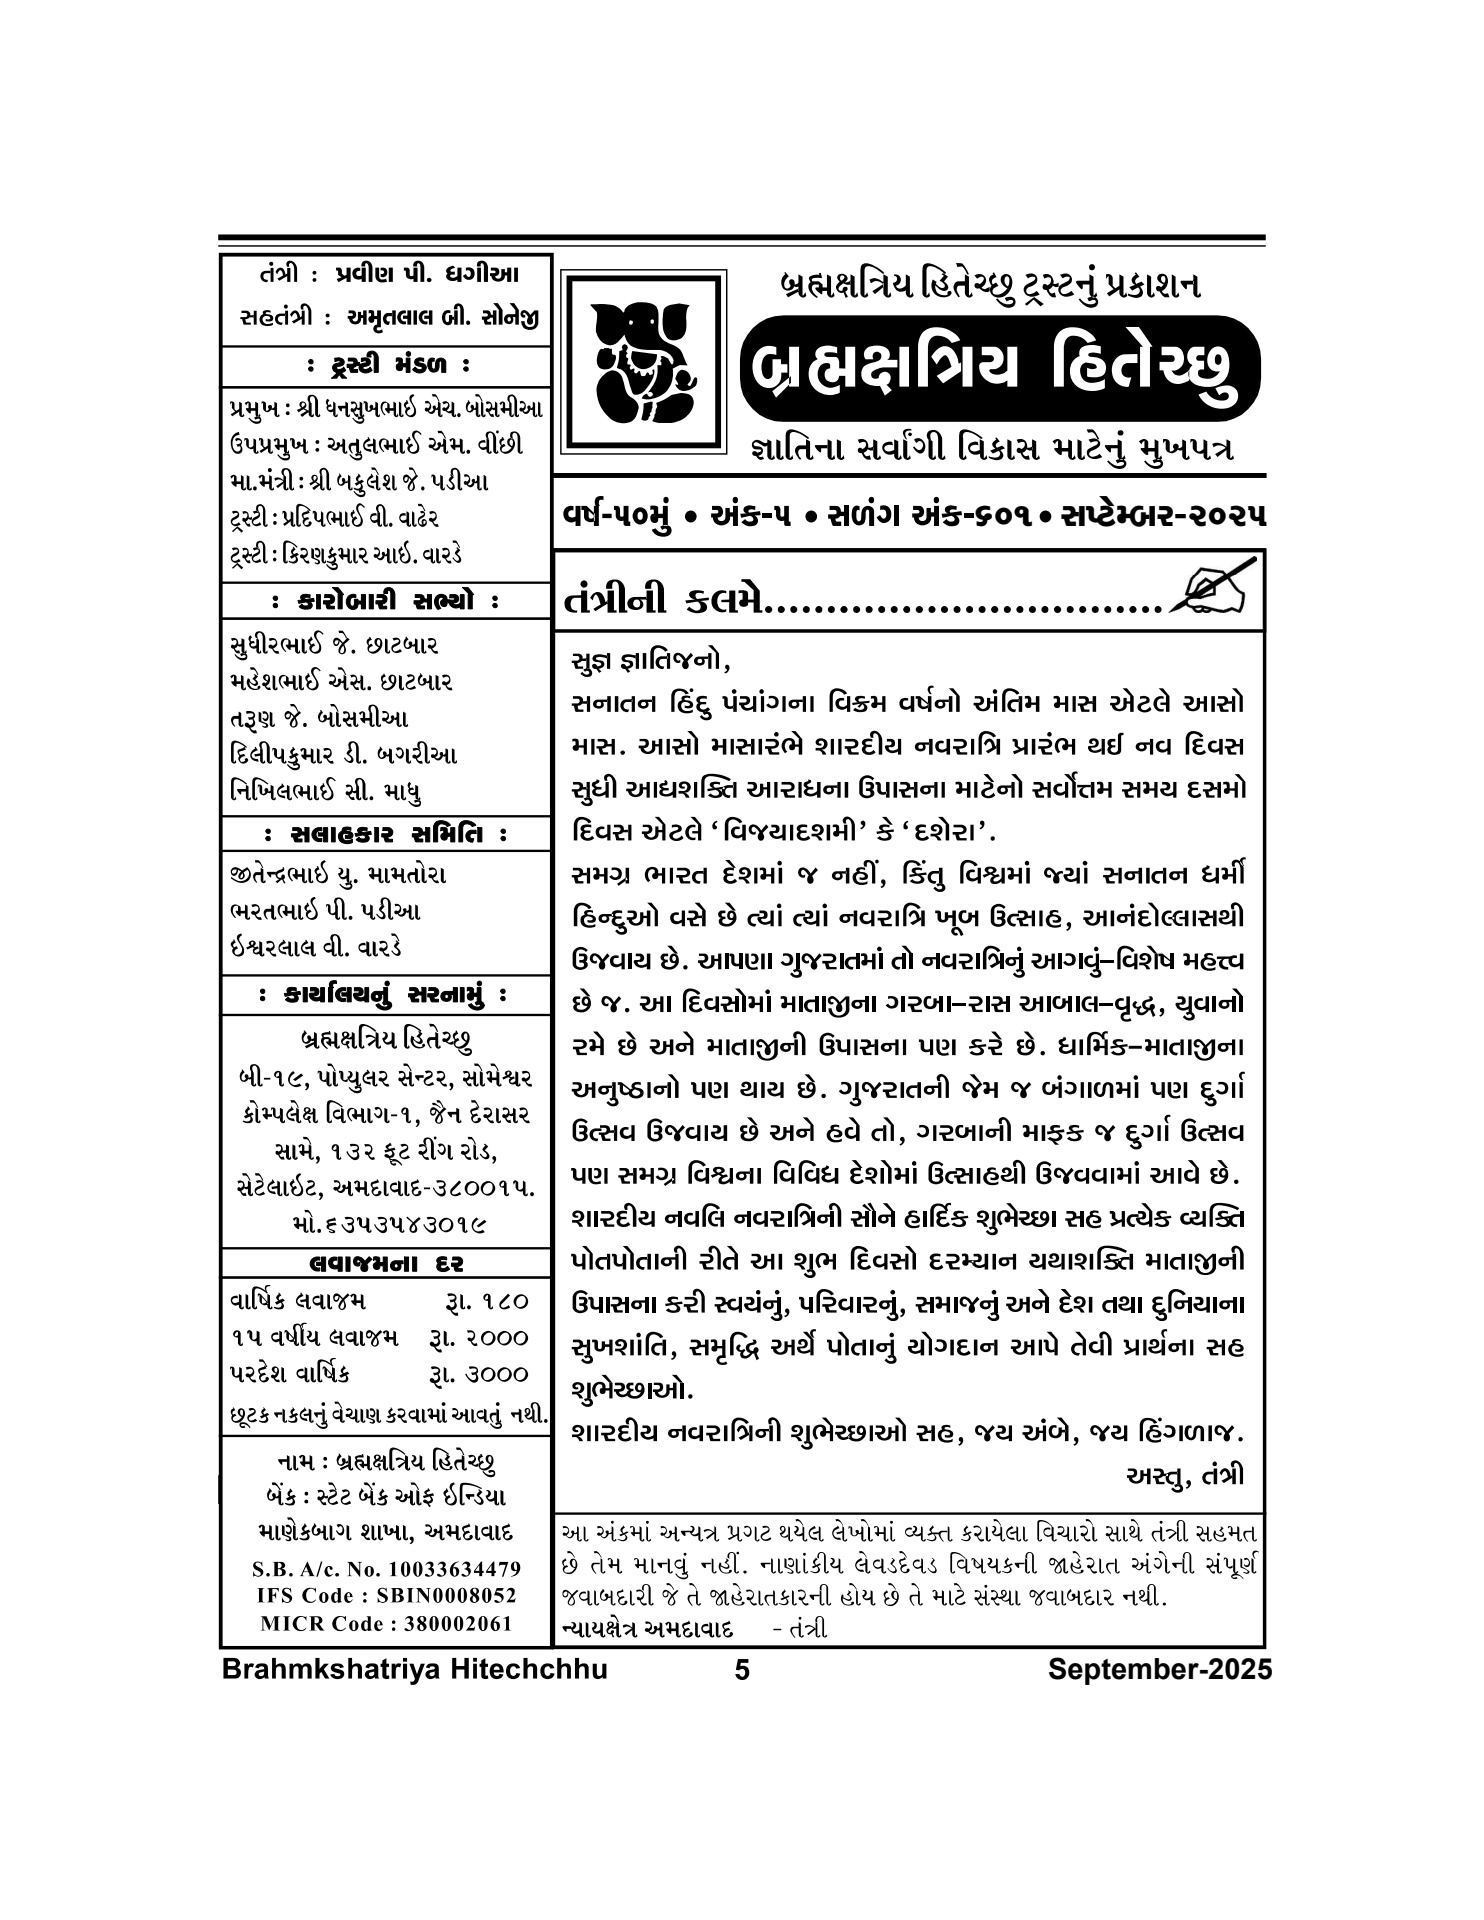 તંત્રી : પ્રવીણ પી. ધગીઆ
સહતંત્રી : અમૃતલાલ બી. સોનેજી
: ટ્રસ્ટી મંડળ :
પ્રમુખ : શ્રી ધનસુખભાઇ એચ. બોસમીઆ
ઉપપ્રમુખ : અતુલભાઈ એમ. વીંછી
મા.મંત્રી : શ્રી બકુલેશ જે. પડીઆ
ટ્રસ્ટી : પ્રદિપભાઈ વી. વાઢેર
ટ્રસ્ટી : કિરણકુમાર આઇ. વારડે
: કારોબારી સભ્યો :
સુધીરભાઈ જે. છાટબાર
મહેશભાઈ એસ. છાટબાર
તરૂણ જે. બોસમીઆ
દિલીપકુમાર ડી. બગરીઆ
નિખિલભાઈ સી. માધુ
: સલાહકાર સમિતિ :
જીતેન્દ્રભાઇ યુ. મામતોરા
ભરતભાઇ પી. પડીઆ
ઇશ્વરલાલ વી. વારડે
: કાર્યાલયનું સરનામું :
બ્રહ્મક્ષત્રિય હિતેચ્છુ
બી-૧૯, પોપ્યુલર સેન્ટર, સોમેશ્વર
કોમ્પલેક્ષ વિભાગ-૧, જૈન દેરાસર
સામે, ૧૩૨ ફૂટ રીંગ રોડ,
સેટેલાઇટ, અમદાવાદ-૩૮૦૦૧૫.
મો.૬૩૫૩૫૪૩૦૧૯
લવાજમના દર
વાર્ષિક લવાજમ રૂા. ૧૮૦
૧૫ વર્ષીય લવાજમ રૂા. ૨૦૦૦
પરદેશ વાર્ષિક રૂા. ૩૦૦૦
છૂટક નકલનું વેચાણ કરવામાં આવતું નથી.
નામ : બ્રહ્મક્ષત્રિય હિતેચ્છુ
બેંક : સ્ટેટ બેંક ઓફ ઇન્ડિયા
માણેકબાગ શાખા, અમદાવાદ
S.B. A/c. No. 10033634479
IFS Code : SBIN0008052
MICR Code : 380002061
બ્રહ્મક્ષત્રિય હિતેચ્છુ ટ્રસ્ટનું પ્રકાશન
બ્રહ્મક્ષત્રિય હિતેચ્છુ
જ્ઞાતિના સર્વાંગી વિકાસ માટેનું મુખપત્ર
વર્ષ-૫૦મું • અંક-૫ • સળંગ અંક-૬૦૧ • સપ્ટેમ્બર-૨૦૨૫
તંત્રીની કલમે................................
સુજ્ઞ જ્ઞાતિજનો,
સનાતન હિંદુ પંચાંગના વિક્રમ વર્ષનો અંતિમ માસ એટલે આસો
માસ. આસો માસારંભે શારદીય નવરાત્રિ પ્રારંભ થઇ નવ દિવસ
સુધી આદ્યશક્તિ આરાધના ઉપાસના માટેનો સર્વોત્તમ સમય દસમો
દિવસ એટલે ‘વિજયાદશમી’ કે ‘દશેરા’.
સમગ્ર ભારત દેશમાં જ નહીં, કિંતુ વિશ્વમાં જ્યાં સનાતન ધર્મી
હિન્દુઓ વસે છે ત્યાં ત્યાં નવરાત્રિ ખૂબ ઉત્સાહ, આનંદોલ્લાસથી
ઉજવાય છે. આપણા ગુજરાતમાં તો નવરાત્રિનું આગવું–વિશેષ મહત્ત્વ
છે જ. આ દિવસોમાં માતાજીના ગરબા–રાસ આબાલ–વૃદ્ધ, યુવાનો
રમે છે અને માતાજીની ઉપાસના પણ કરે છે. ધાર્મિક–માતાજીના
અનુષ્ઠાનો પણ થાય છે. ગુજરાતની જેમ જ બંગાળમાં પણ દુર્ગા
ઉત્સવ ઉજવાય છે અને હવે તો, ગરબાની માફક જ દુર્ગા ઉત્સવ
પણ સમગ્ર વિશ્વના વિવિધ દેશોમાં ઉત્સાહથી ઉજવવામાં આવે છે.
શારદીય નવલિ નવરાત્રિની સૌને હાર્દિક શુભેચ્છા સહ પ્રત્યેક વ્યક્તિ
પોતપોતાની રીતે આ શુભ દિવસો દરમ્યાન યથાશક્તિ માતાજીની
ઉપાસના કરી સ્વયંનું, પરિવારનું, સમાજનું અને દેશ તથા દુનિયાના
સુખશાંતિ, સમૃદ્ધિ અર્થે પોતાનું યોગદાન આપે તેવી પ્રાર્થના સહ
શુભેચ્છાઓ.
શારદીય નવરાત્રિની શુભેચ્છાઓ સહ, જય અંબે, જય હિંગળાજ.
અસ્તુ, તંત્રી
આ અંકમાં અન્યત્ર પ્રગટ થયેલ લેખોમાં વ્યક્ત કરાયેલા વિચારો સાથે તંત્રી સહમત
છે તેમ માનવું નહીં. નાણાંકીય લેવડદેવડ વિષયકની જાહેરાત અંગેની સંપૂર્ણ
જવાબદારી જે તે જાહેરાતકારની હોય છે તે માટે સંસ્થા જવાબદાર નથી.
ન્યાયક્ષેત્ર અમદાવાદ - તંત્રી
Brahmkshatriya Hitechchhu 5 September-2025